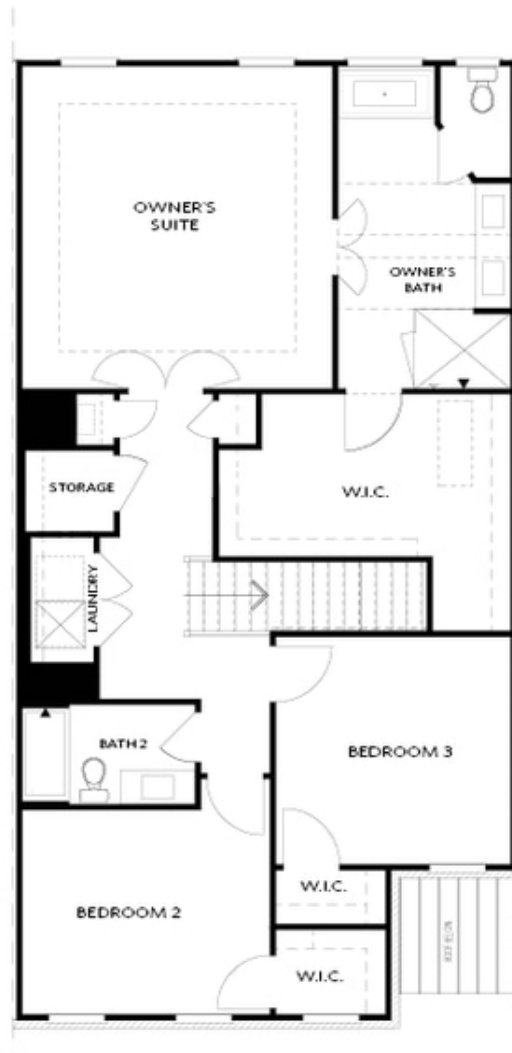 OWNER'S
SUITE
OWNER'S
BATH
W.I.C.
STORAGE
LAUNDRY
BATH 2
BEDROOM 3
W.I.C.
BEDROOM 2
W.I.C.